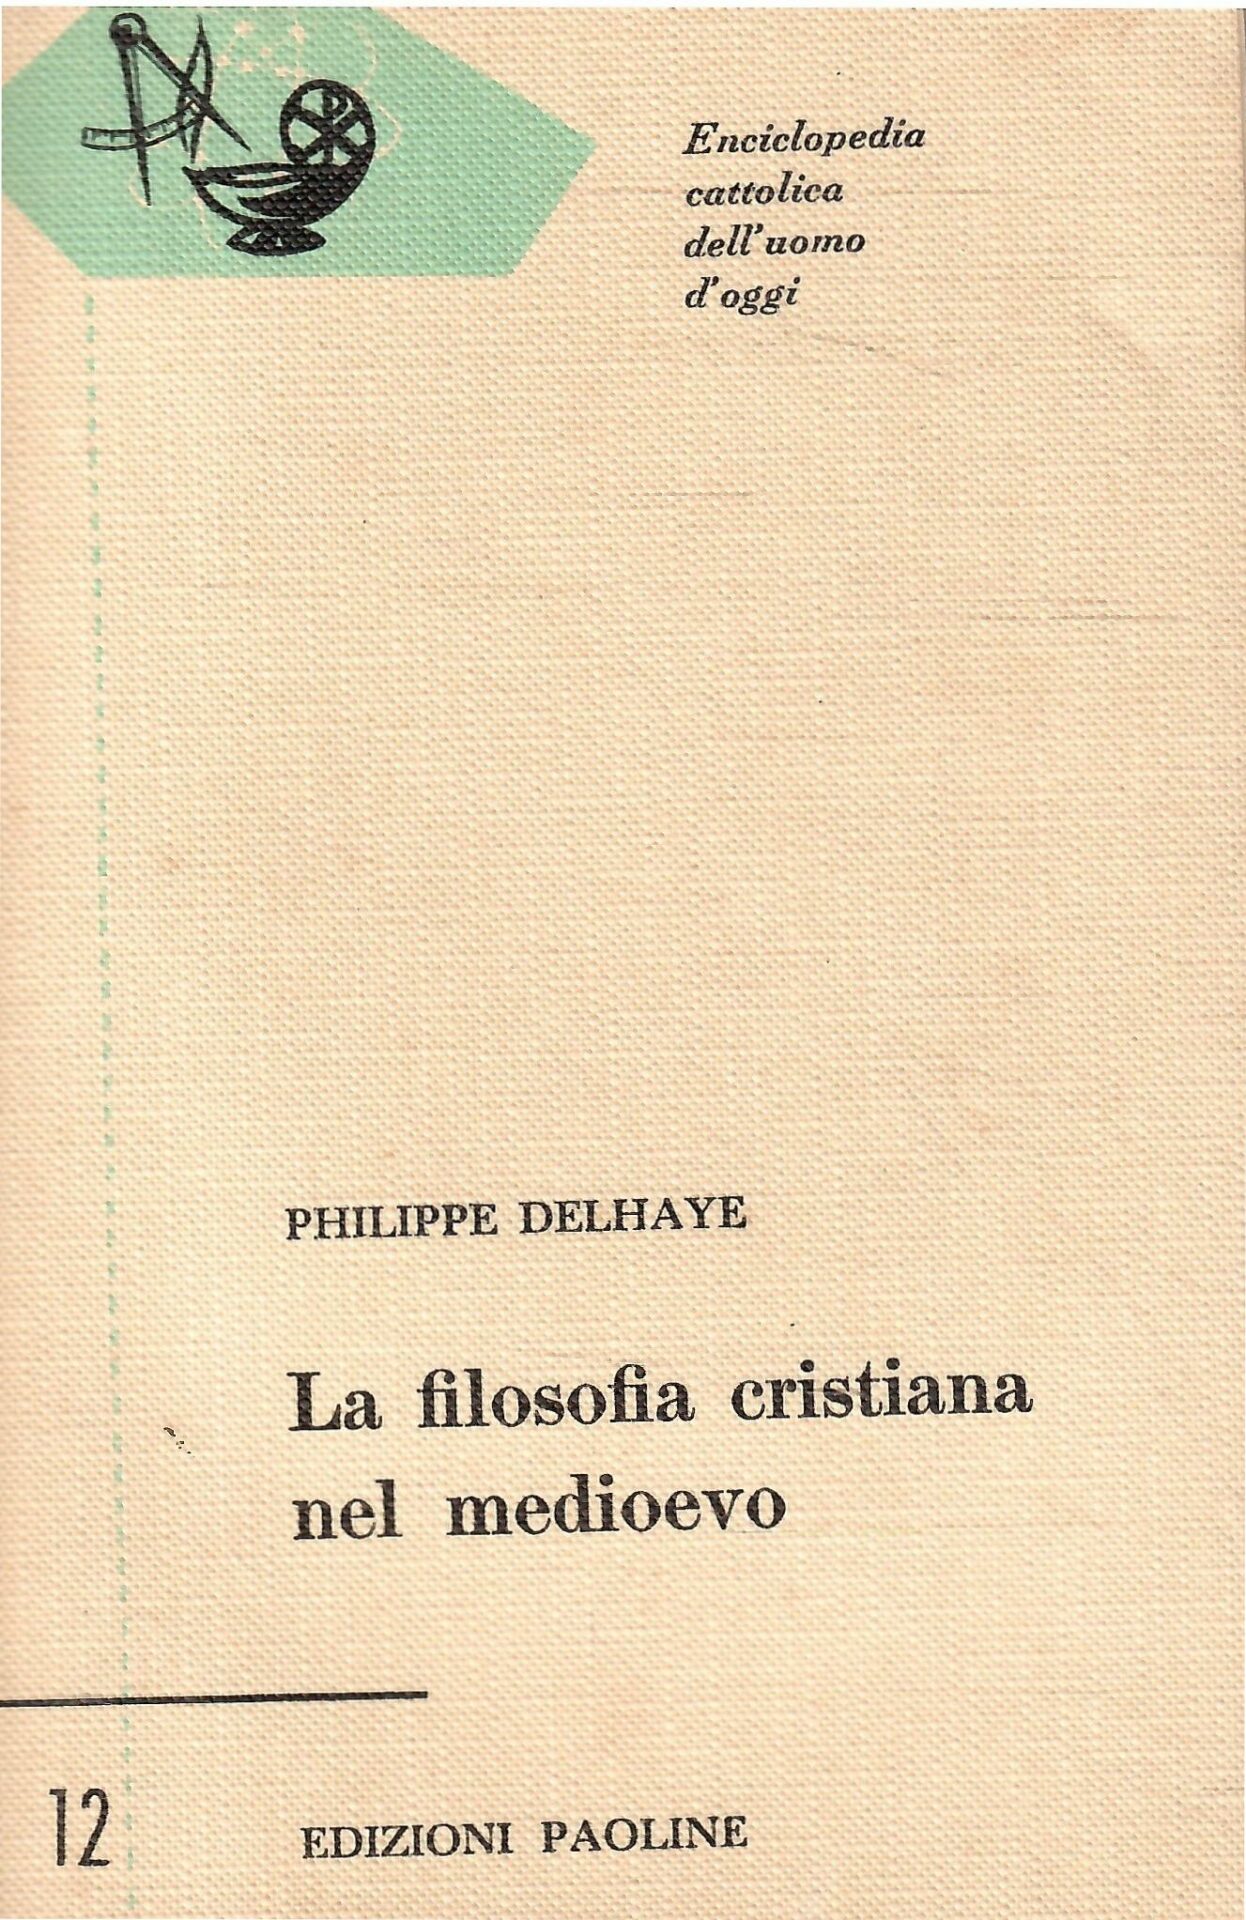 Enciclopedia
cattolica
dell'uomo
d'oggi
PHILIPPE DELHAYE
La filosofia cristiana
nel medioevo
12
EDIZIONI PAOLINE